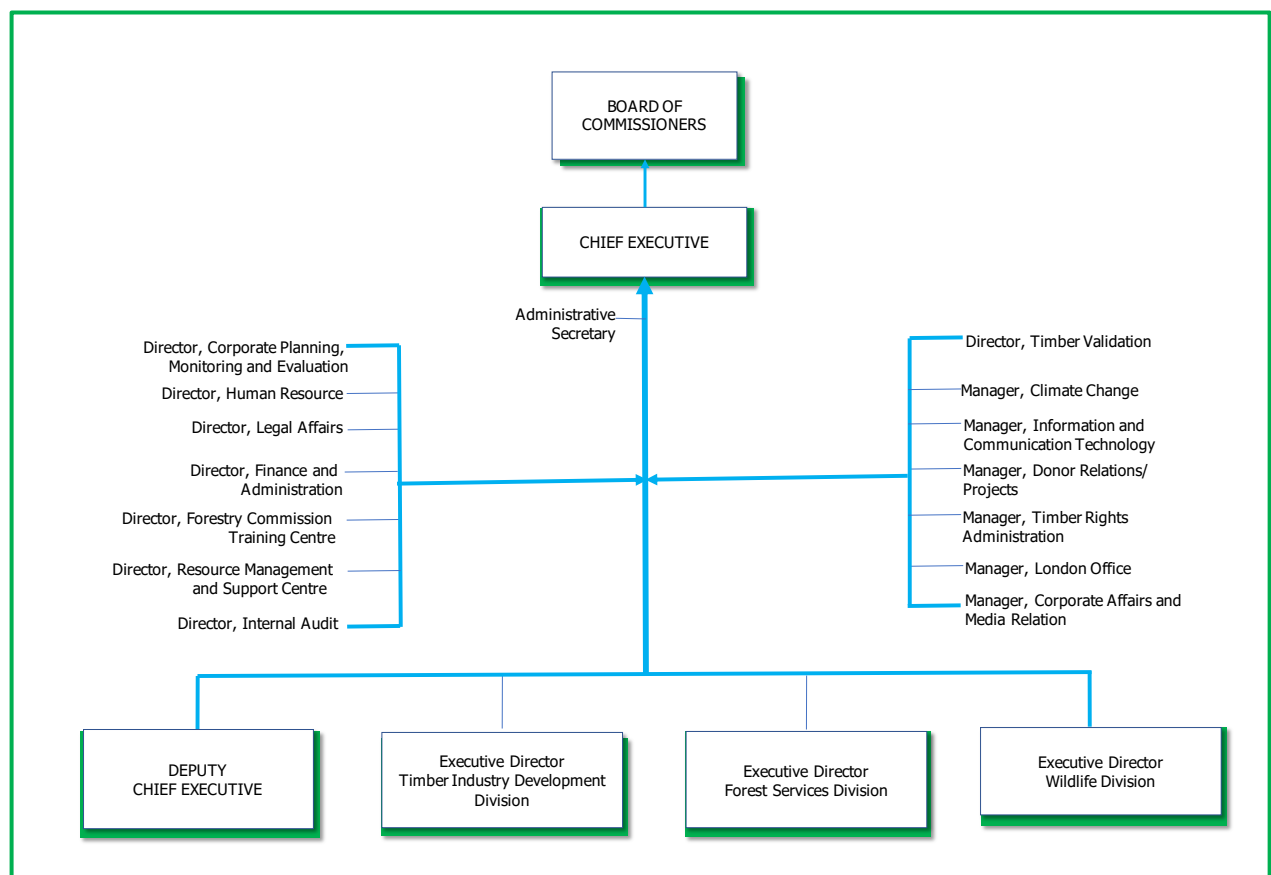 BOARD OF
COMMISSIONERS
CHIEF EXECUTIVE
Administrative
Secretary
Director, Corporate Planning,
Monitoring and Evaluation
Director, Human Resource
Director, Legal Affairs
Director, Finance and
Administration
Director, Forestry Commission
Training Centre
Director, Resource Management
and Support Centre
Director, Internal Audit
Director, Timber Validation
Manager, Climate Change
Manager, Information and
Communication Technology
Manager, Donor Relations/
Projects
Manager, Timber Rights
Administration
Manager, London Office
Manager, Corporate Affairs and
Media Relation
DEPUTY
CHIEF EXECUTIVE
Executive Director
Timber Industry Development
Division
Executive Director
Forest Services Division
Executive Director
Wildlife Division